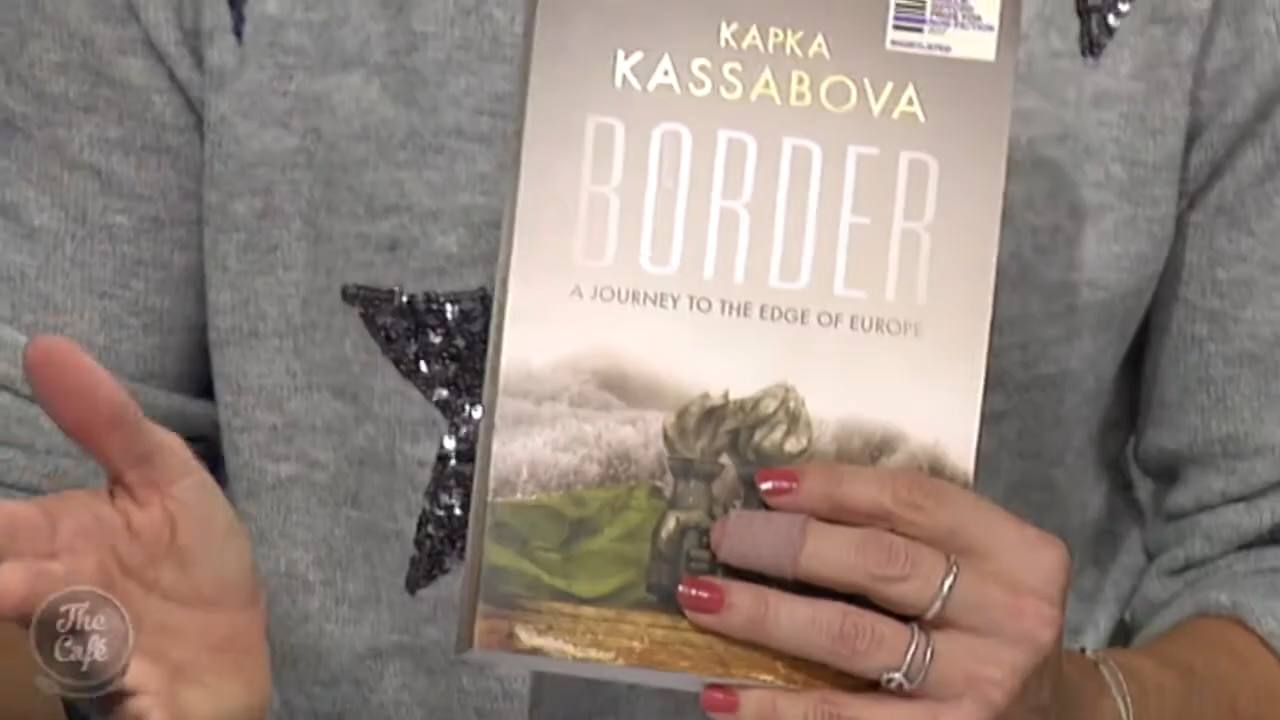 KAPKA
KASSABOVA
BORDER
A JOURNEY TO THE EDGE OF EUROPE
The
Café